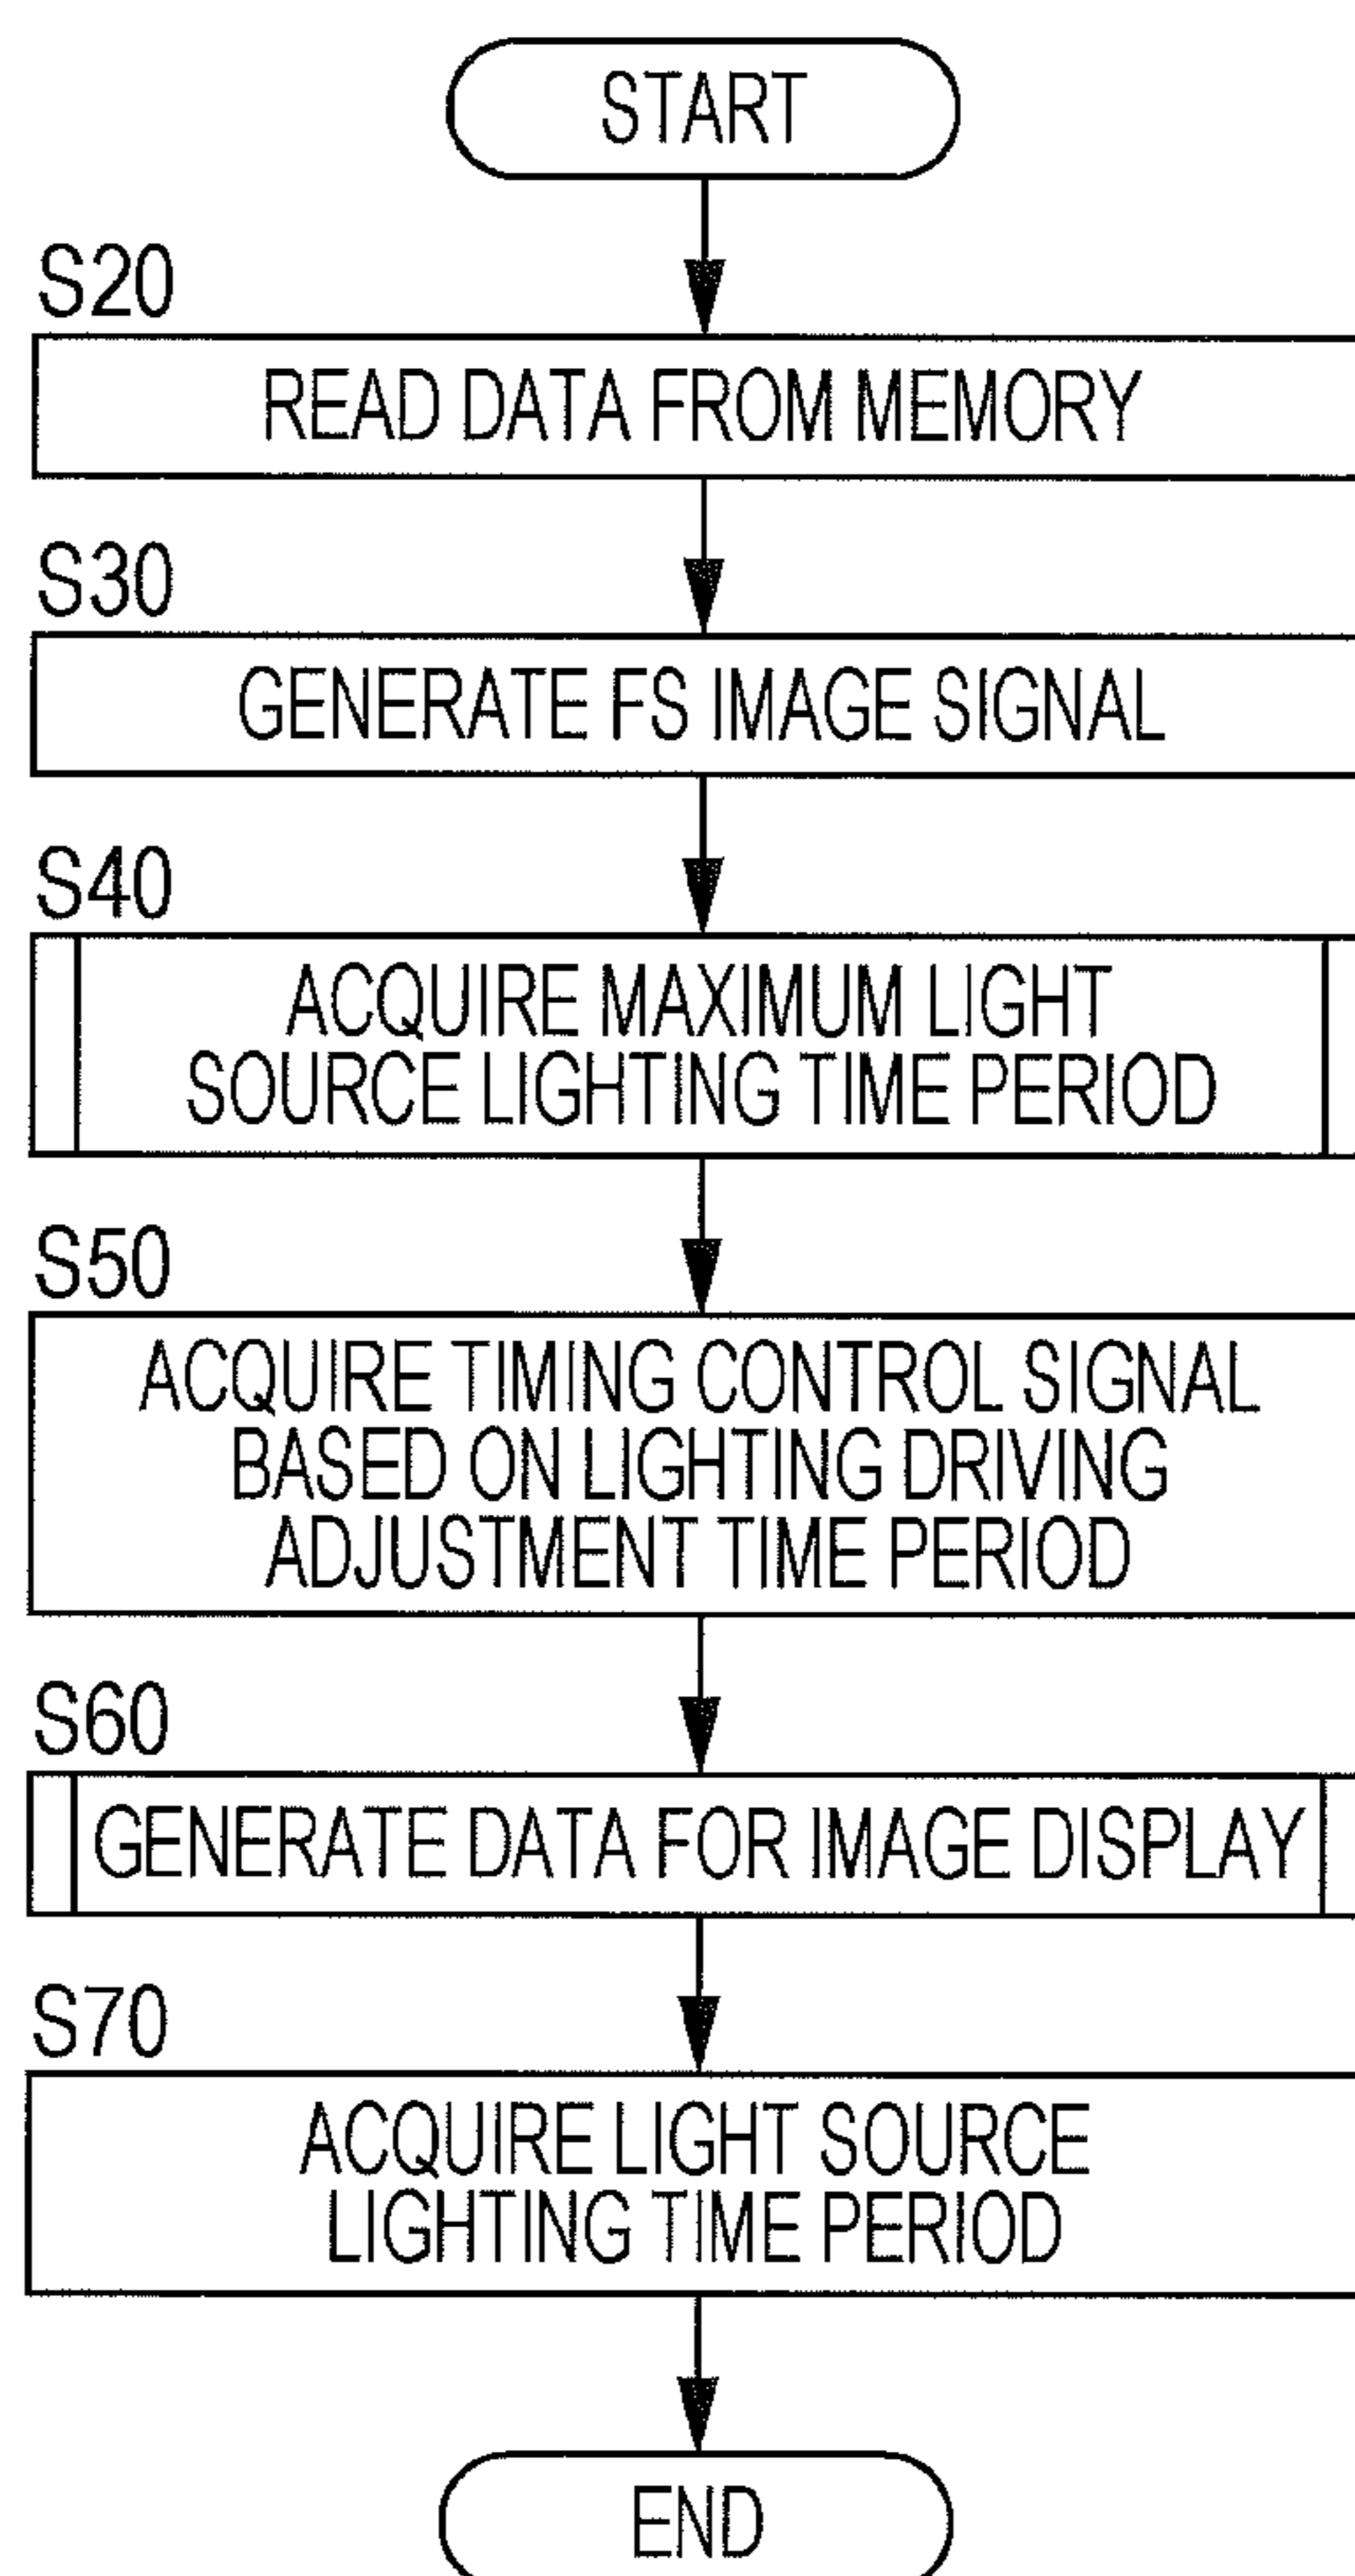 START
S20
READ DATA FROM MEMORY
S30
GENERATE FS IMAGE SIGNAL
S40
ACQUIRE MAXIMUM LIGHT
SOURCE LIGHTING TIME PERIOD
S50
ACQUIRE TIMING CONTROL SIGNAL
BASED ON LIGHTING DRIVING
ADJUSTMENT TIME PERIOD
S60
GENERATE DATA FOR IMAGE DISPLAY
S70
ACQUIRE LIGHT SOURCE
LIGHTING TIME PERIOD
END